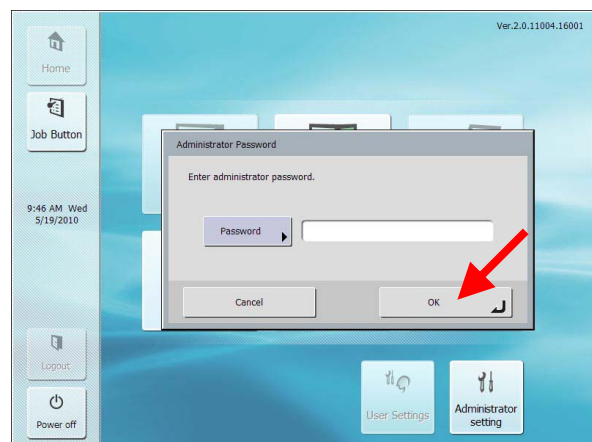 Ver.2.0.11004.16001
Home
Job Button
9:46 AM Wed
5/19/2010
Logout
Power off
Administrator Password
Enter administrator password.
Password
Cancel
OK
User Settings
Administrator
setting